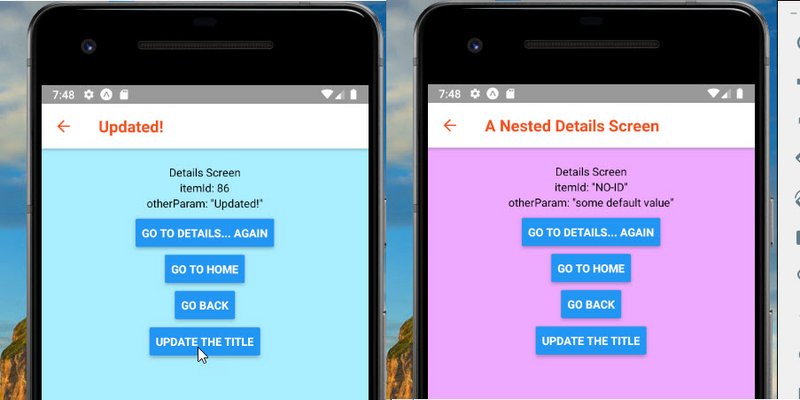 7:48
Updated!
Details Screen
itemId: 86
otherParam: "Updated!"
GO TO DETAILS... AGAIN
GO TO HOME
GO BACK
UPDATE THE TITLE
7:48
A Nested Details Screen
Details Screen
itemId: "NO-ID"
otherParam: "some default value"
GO TO DETAILS... AGAIN
GO TO HOME
GO BACK
UPDATE THE TITLE